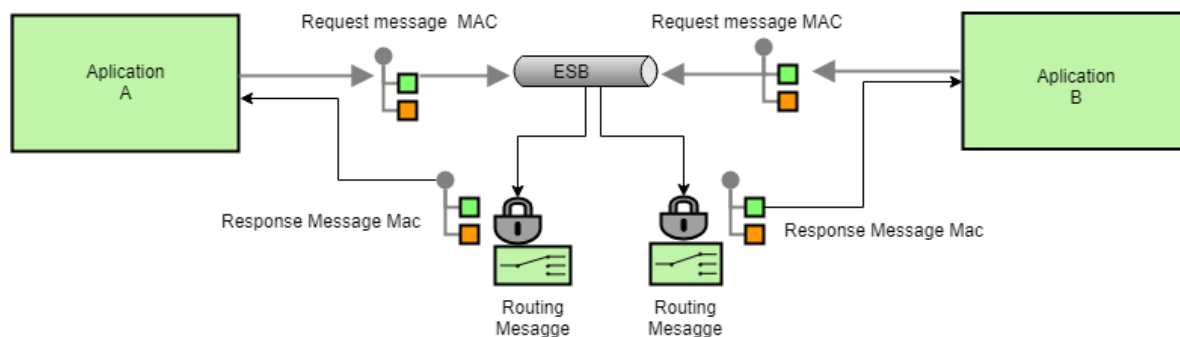 Request message MAC
Request message MAC
Aplication
A
ESB
Aplication
B
Response Message Mac
Response Message Mac
Routing
Mesagge
Routing
Mesagge